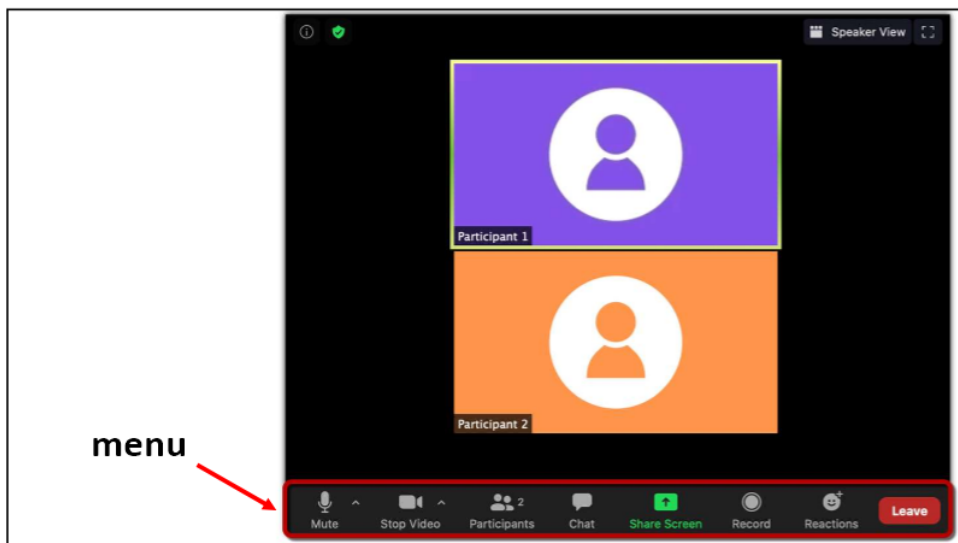 Speaker View
Participant 1
Participant 2
menu
Mute Stop Video Participants 2 Chat Share Screen Record Reactions Leave